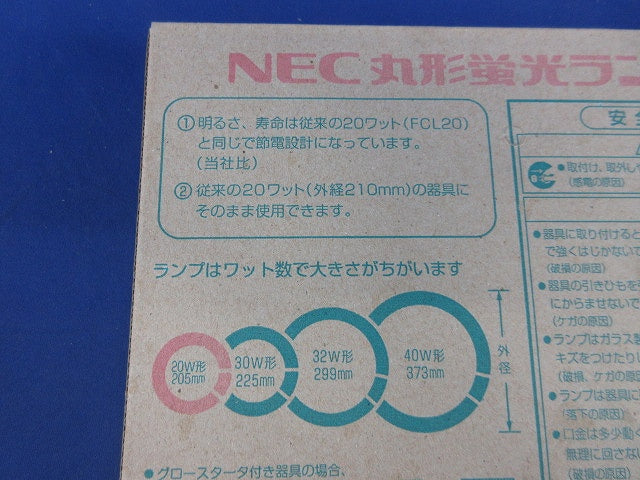 NEC 丸形蛍光ラン
①明るさ、寿命は従来の20ワット(FCL20)
と同じで節電設計になっています。
(当社比)
②従来の20ワット(外経210mm)の器具に
そのまま使用できます。
ランプはワット数で大きさがちがいます
20W形
205mm
30W形
225mm
32W形
299mm
40W形
373mm
外径
●グロースタータ付き器具の場合、
安全
●取付け、取外し
(感電の原因)
●器具に取り付けると
で強くはじかないで
(破損の原因)
●器具の引きひもを
にからませないで
(ケガの原因)
●ランプはガラス製
キズをつけたり
(破損、ケガの原因)
●ランプは器具に
(落下の原因)
●口金は多少動く
無理に回さない
(破損の原因)